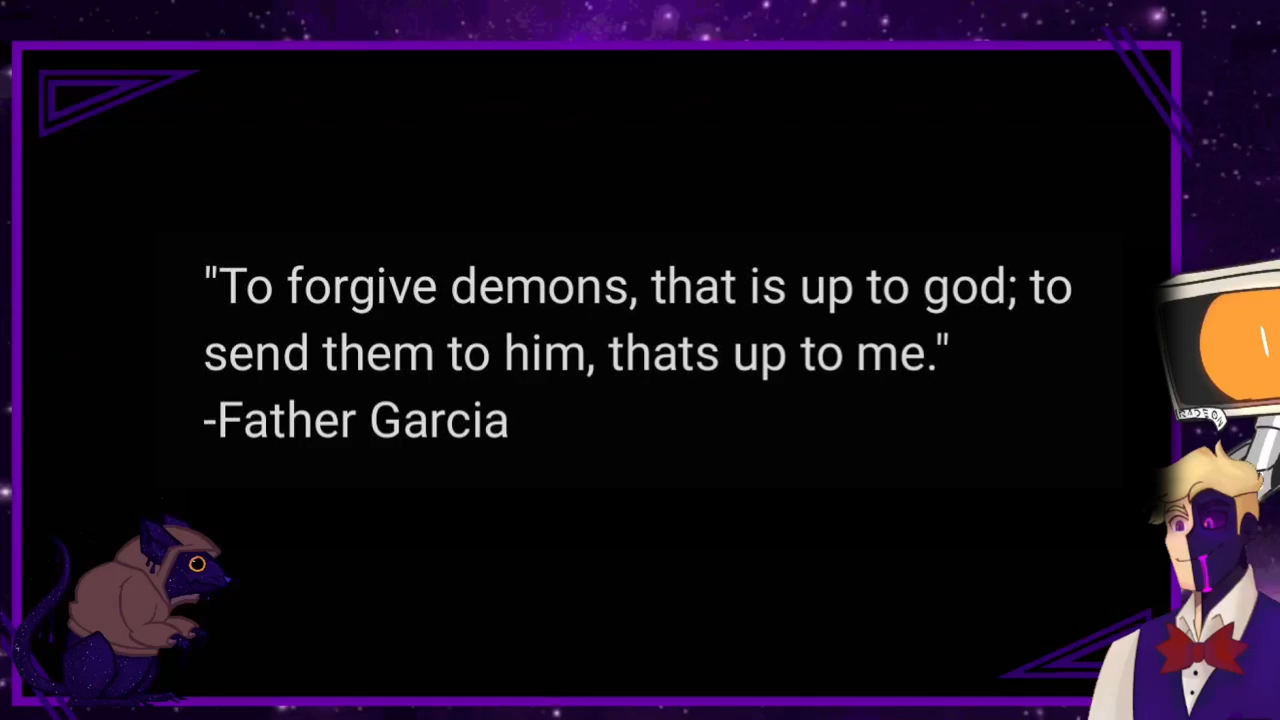 "To forgive demons, that is up to god; to
send them to him, thats up to me."
-Father Garcia